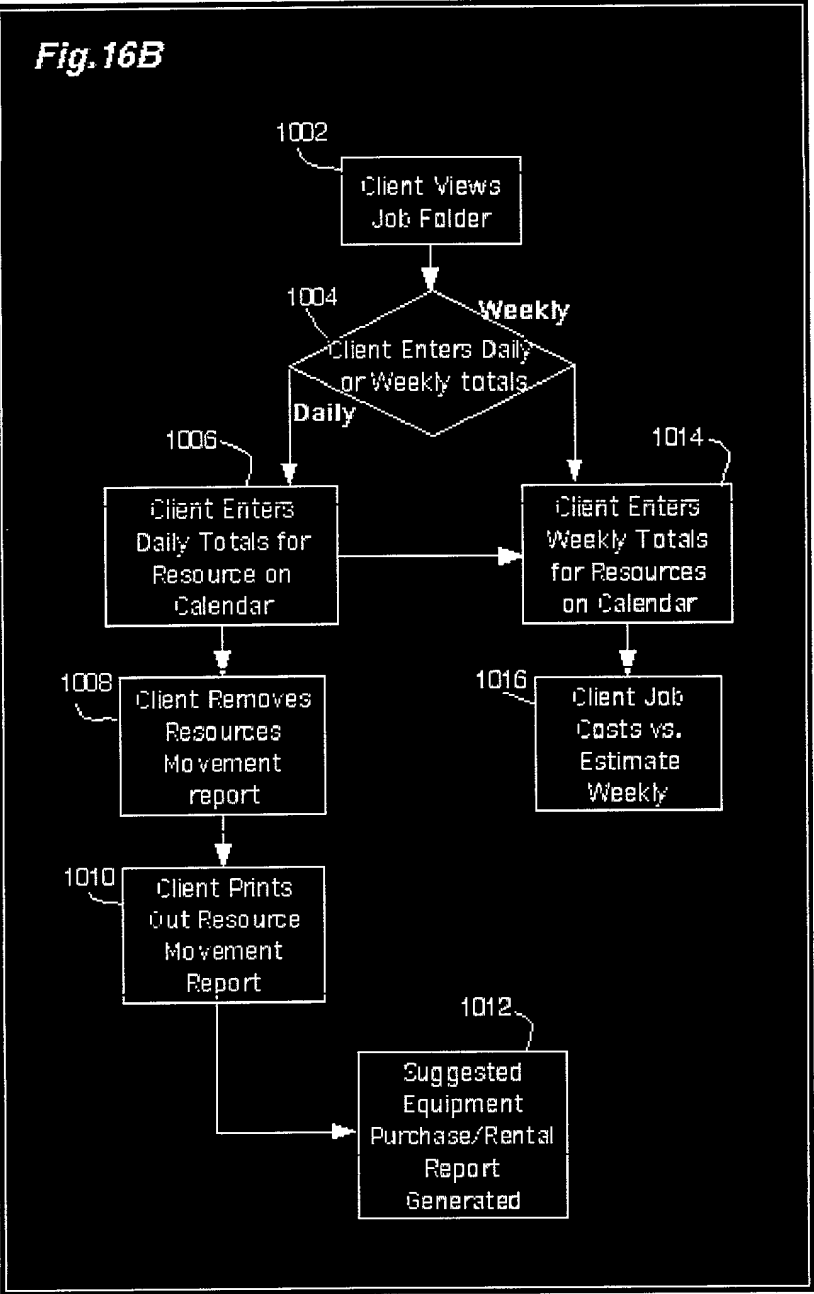 Fig.16B
1002
Client Views
Job Folder
1004
Weekly
Client Enters Daily
or Weekly totals
Daily
1006
Client Enters
Daily Totals for
Resource on
Calendar
1014
Client Enters
Weekly Totals
for Resources
on Calendar
1008
Client Removes
Resources
Movement
report
1016
Client Job
Costs vs.
Estimate
Weekly
1010
Client Prints
Out Resource
Movement
Report
1012
Suggested
Equipment
Purchase/Rental
Report
Generated